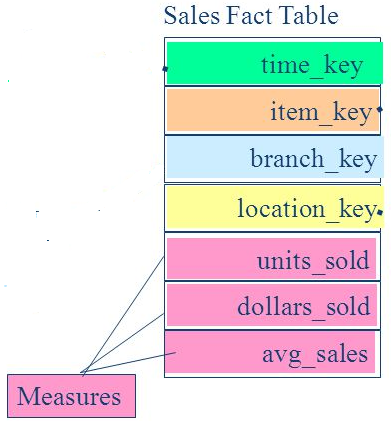 Sales Fact Table
time_key
item_key
branch_key
location_key
units_sold
dollars_sold
avg_sales
Measures